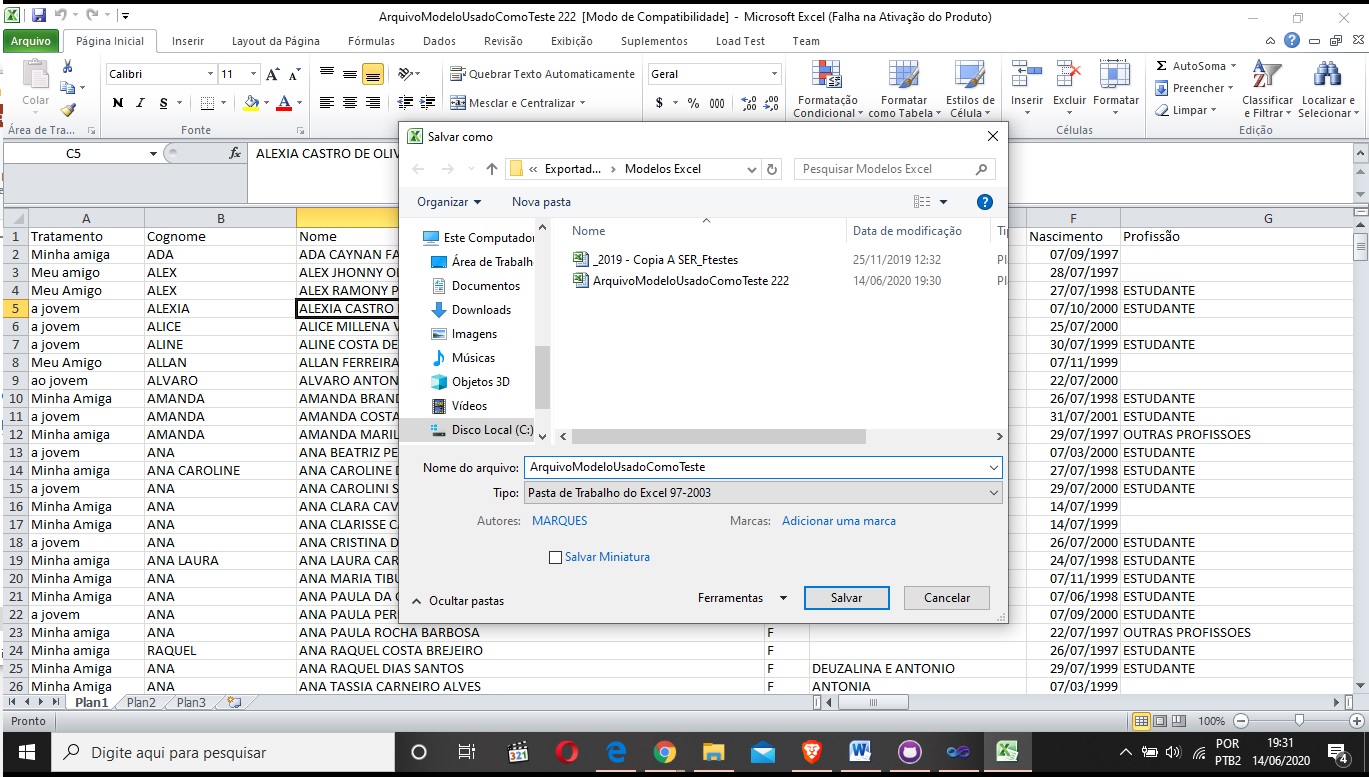 ArquivoModeloUsadoComoTeste 222 [Modo de Compatibilidade] - Microsoft Excel (Falha na Ativação do Produto)
Arquivo Página Inicial Inserir Layout da Página Fórmulas Dados Revisão Exibição Suplementos Load Test Team
Calibri 11 Quebrar Texto Automaticamente Geral AutoSoma
Colar Preencher
N I S Mesclar e Centralizar $ % 000 Formatação Condicional Formatar como Tabela Estilos de Célula Inserir Excluir Formatar Limpar Classificar e Filtrar Localizar e Selecionar
Área de Tra... Fonte Células Edição
C5 fx ALEXIA CASTRO DE OLIV
A B F G
1 Tratamento Cognome Nome Nascimento Profissão
2 Minha amiga ADA ADA CAYNAN FA 07/09/1997
3 Meu amigo ALEX ALEX JHONNY OL 28/07/1997
4 Meu Amigo ALEX ALEX RAMONY P 27/07/1998 ESTUDANTE
5 a jovem ALEXIA ALEXIA CASTRO 07/10/2000 ESTUDANTE
6 a jovem ALICE ALICE MILLENA V 25/07/2000
7 a jovem ALINE ALINE COSTA DE 30/07/1999 ESTUDANTE
8 Meu Amigo ALLAN ALLAN FERREIRA 07/11/1999
9 ao jovem ALVARO ALVARO ANTON 22/07/2000
10 Minha Amiga AMANDA AMANDA BRAND 26/07/1998 ESTUDANTE
11 a jovem AMANDA AMANDA COSTA 31/07/2001 ESTUDANTE
12 Minha amiga AMANDA AMANDA MARIL 29/07/1997 OUTRAS PROFISSOES
13 a jovem ANA ANA BEATRIZ PE 07/03/2000 ESTUDANTE
14 Minha amiga ANA CAROLINE ANA CAROLINE D 27/07/1998 ESTUDANTE
15 a jovem ANA ANA CAROLINI S 29/07/2000 ESTUDANTE
16 Minha Amiga ANA ANA CLARA CAV 14/07/1999
17 Minha Amiga ANA ANA CLARISSE CA 14/07/1999
18 a jovem ANA ANA CRISTINA D 26/07/2000 ESTUDANTE
19 Minha amiga ANA LAURA ANA LAURA CAR 24/07/1998 ESTUDANTE
20 Minha Amiga ANA ANA MARIA TIBU 07/11/1999 ESTUDANTE
21 Minha Amiga ANA ANA PAULA DA C 07/06/1998 ESTUDANTE
22 a jovem ANA ANA PAULA PER 07/09/2000 ESTUDANTE
23 Minha amiga ANA ANA PAULA ROCHA BARBOSA F 22/07/1997 OUTRAS PROFISSOES
24 Minha amiga RAQUEL ANA RAQUEL COSTA BREJEIRO F 26/07/1997 ESTUDANTE
25 Minha Amiga ANA ANA RAQUEL DIAS SANTOS F DEUZALINA E ANTONIO 29/07/1999 ESTUDANTE
26 Minha Amiga ANA ANA TASSIA CARNEIRO ALVES F ANTONIA 07/03/1999
Salvar como
« Exportad... › Modelos Excel Pesquisar Modelos Excel
Organizar Nova pasta
Este Computador
Área de Trabalh
Documentos
Downloads
Imagens
Músicas
Objetos 3D
Vídeos
Disco Local (C:)
Nome Data de modificação Ti
_2019 - Copia A SER_Ftestes 25/11/2019 12:32 Pl
ArquivoModeloUsadoComoTeste 222 14/06/2020 19:30 Pl
Nome do arquivo: ArquivoModeloUsadoComoTeste
Tipo: Pasta de Trabalho do Excel 97-2003
Autores: MARQUES Marcas: Adicionar uma marca
Salvar Miniatura
Ocultar pastas Ferramentas Salvar Cancelar
Plan1 Plan2 Plan3
Pronto 100%
Digite aqui para pesquisar 321 POR 19:31
PTB2 14/06/2020 4